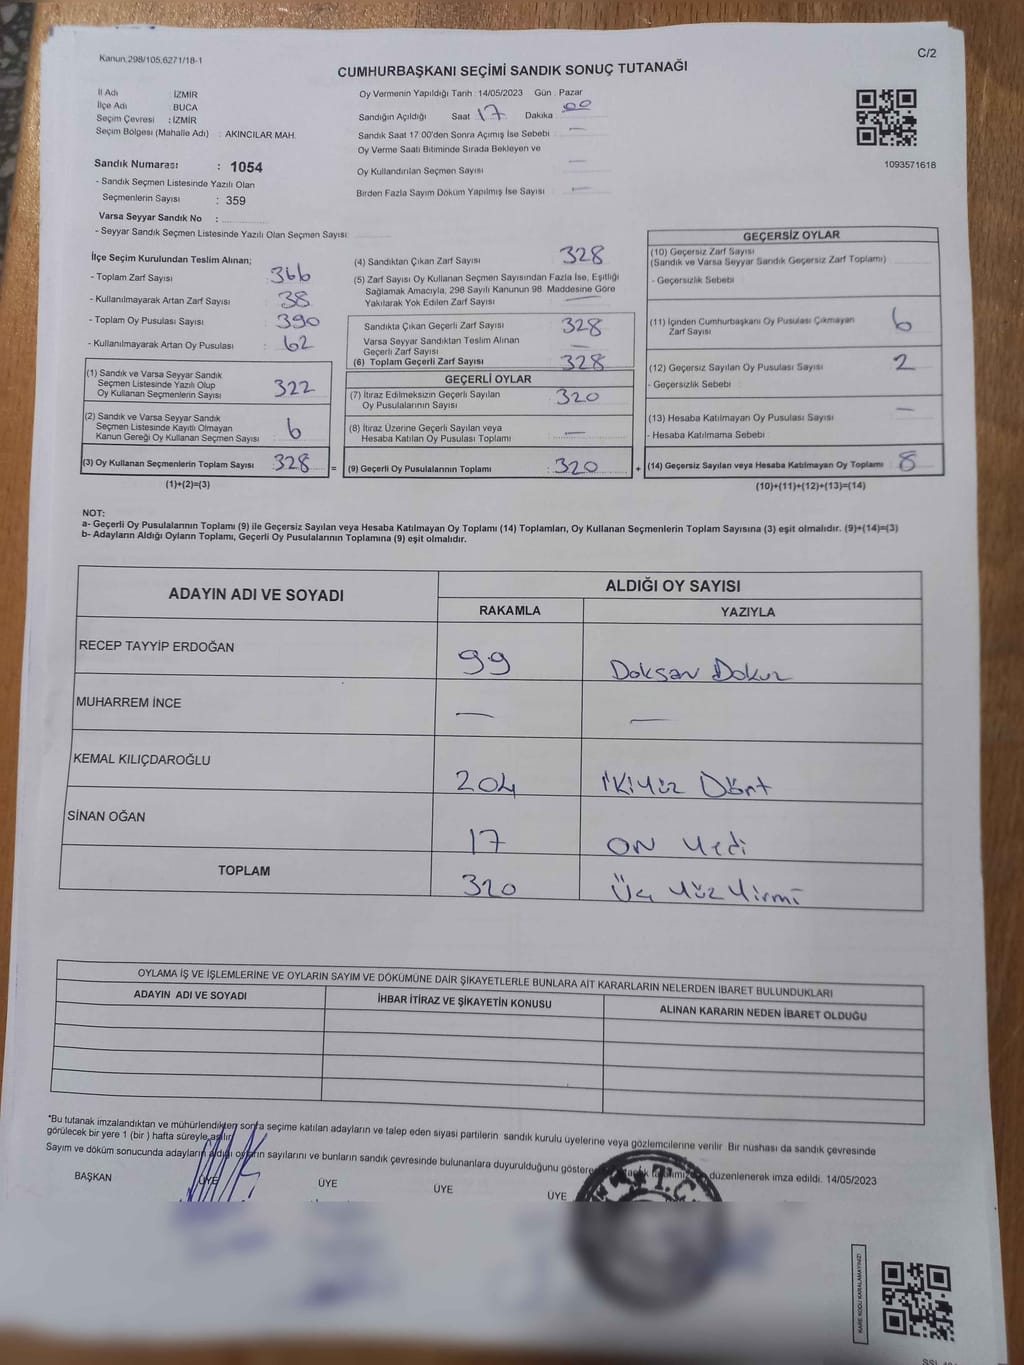 Kanun,298/105,6271/18-1
C/2
CUMHURBAŞKANI SEÇİMİ SANDIK SONUÇ TUTANAĞI
İl Adı : İZMİR
İlçe Adı : BUCA
Seçim Çevresi : İZMİR
Seçim Bölgesi (Mahalle Adı) : AKINCILAR MAH.
Oy Vermenin Yapıldığı Tarih : 14/05/2023 Gün : Pazar
Sandığın Açıldığı Saat 17 Dakika 00
Sandık Saat 17:00'den Sonra Açımış İse Sebebi —
Oy Verme Saati Bitiminde Sırada Bekleyen ve
Oy Kullandırılan Seçmen Sayısı —
Birden Fazla Sayım Döküm Yapılmış İse Sayısı —
1093571618
Sandık Numarası : 1054
- Sandık Seçmen Listesinde Yazılı Olan
Seçmenlerin Sayısı : 359
Varsa Seyyar Sandık No :
- Seyyar Sandık Seçmen Listesinde Yazılı Olan Seçmen Sayısı:
İlçe Seçim Kurulundan Teslim Alınan;
- Toplam Zarf Sayısı : 366
- Kullanılmayarak Artan Zarf Sayısı : 38
- Toplam Oy Pusulası Sayısı : 390
- Kullanılmayarak Artan Oy Pusulası : 62
(1) Sandık ve Varsa Seyyar Sandık
Seçmen Listesinde Yazılı Olup
Oy Kullanan Seçmenlerin Sayısı : 322
(2) Sandık ve Varsa Seyyar Sandık
Seçmen Listesinde Kayıtlı Olmayan
Kanun Gereği Oy Kullanan Seçmen Sayısı : 6
(3) Oy Kullanan Seçmenlerin Toplam Sayısı : 328
(1)+(2)=(3)
=
(4) Sandıktan Çıkan Zarf Sayısı : 328
(5) Zarf Sayısı Oy Kullanan Seçmen Sayısından Fazla İse, Eşitliği
Sağlamak Amacıyla, 298 Sayılı Kanunun 98. Maddesine Göre
Yakılarak Yok Edilen Zarf Sayısı —
Sandıkta Çıkan Geçerli Zarf Sayısı : 328
Varsa Seyyar Sandıktan Teslim Alınan
Geçerli Zarf Sayısı : —
(6) Toplam Geçerli Zarf Sayısı : 328
GEÇERLİ OYLAR
(7) İtiraz Edilmeksizin Geçerli Sayılan
Oy Pusulalarının Sayısı : 320
(8) İtiraz Üzerine Geçerli Sayılan veya
Hesaba Katılan Oy Pusulası Toplamı : —
(9) Geçerli Oy Pusulalarının Toplamı : 320
+
GEÇERSİZ OYLAR
(10) Geçersiz Zarf Sayısı
(Sandık ve Varsa Seyyar Sandık Geçersiz Zarf Toplamı)
- Geçersizlik Sebebi
(11) İçinden Cumhurbaşkanı Oy Pusulası Çıkmayan
Zarf Sayısı 6
(12) Geçersiz Sayılan Oy Pusulası Sayısı : 2
- Geçersizlik Sebebi
(13) Hesaba Katılmayan Oy Pusulası Sayısı : —
- Hesaba Katılmama Sebebi
(14) Geçersiz Sayılan veya Hesaba Katılmayan Oy Toplamı : 8
(10)+(11)+(12)+(13)=(14)
NOT:
a- Geçerli Oy Pusulalarının Toplamı (9) ile Geçersiz Sayılan veya Hesaba Katılmayan Oy Toplamı (14) Toplamları, Oy Kullanan Seçmenlerin Toplam Sayısına (3) eşit olmalıdır. (9)+(14)=(3)
b- Adayların Aldığı Oyların Toplamı, Geçerli Oy Pusulalarının Toplamına (9) eşit olmalıdır.
ADAYIN ADI VE SOYADI
ALDIĞI OY SAYISI
RAKAMLA YAZIYLA
RECEP TAYYİP ERDOĞAN 99 Doksan Dokuz
MUHARREM İNCE — —
KEMAL KILIÇDAROĞLU 204 İkiYüz Dört
SİNAN OĞAN 17 ON Yedi
TOPLAM 320 Üç Yüz Yirmi
OYLAMA İŞ VE İŞLEMLERİNE VE OYLARIN SAYIM VE DÖKÜMÜNE DAİR ŞİKAYETLERLE BUNLARA AİT KARARLARIN NELERDEN İBARET BULUNDUKLARI
ADAYIN ADI VE SOYADI İHBAR İTİRAZ VE ŞİKAYETİN KONUSU ALINAN KARARIN NEDEN İBARET OLDUĞU
*Bu tutanak imzalandıktan ve mühürlendikten sonra seçime katılan adayların ve talep eden siyasi partilerin sandık kurulu üyelerine veya gözlemcilerine verilir. Bir nushası da sandık çevresinde
görülecek bir yere 1 (bir ) hafta süreyle asılır.
Sayım ve döküm sonucunda adayların aldığı oyların sayılarını ve bunların sandık çevresinde bulunanlara duyurulduğunu düzenlenerek imza edildi. 14/05/2023
BAŞKAN ÜYE ÜYE ÜYE ÜYE
T.C.
KARE KODU KARALAMAYINIZ!